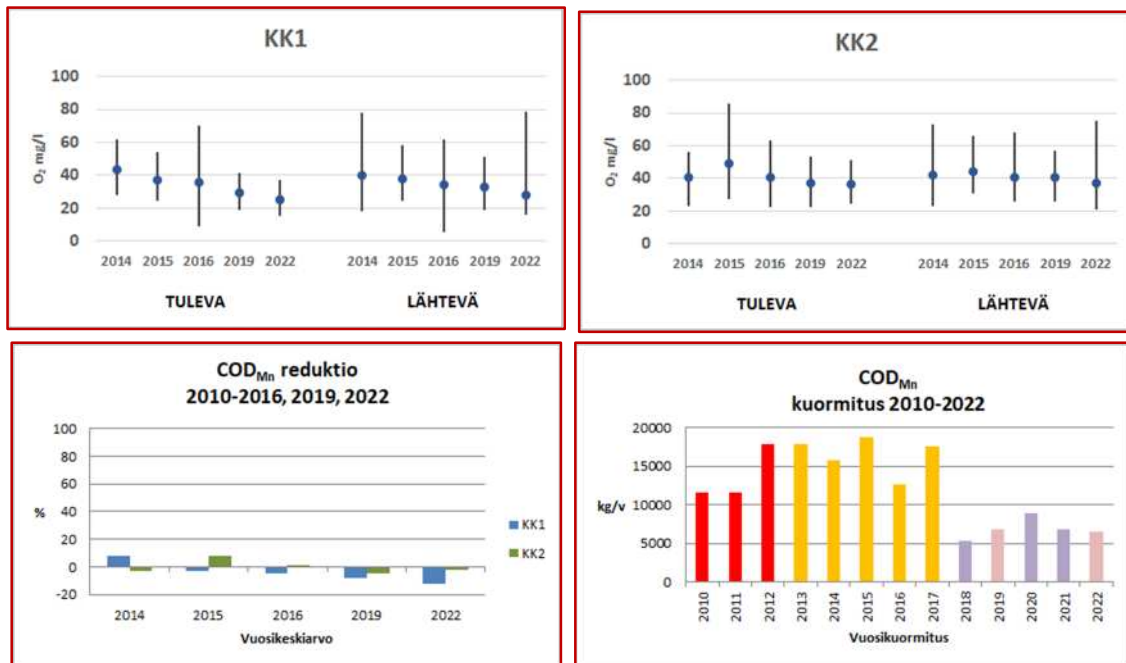 KK1
100
80
60
40
20
0
O₂ mg/l
2014 2015 2016 2019 2022 2014 2015 2016 2019 2022
TULEVA LÄHTEVÄ
KK2
100
80
60
40
20
0
O₂ mg/l
2014 2015 2016 2019 2022 2014 2015 2016 2019 2022
TULEVA LÄHTEVÄ
COD_Mn reduktio
2010-2016, 2019, 2022
100
80
60
40
20
0
-20
%
2014 2015 2016 2019 2022
Vuosikeskiarvo
KK1
KK2
COD_Mn
kuormitus 2010-2022
20000
15000
10000
5000
0
kg/v
2010 2011 2012 2013 2014 2015 2016 2017 2018 2019 2020 2021 2022
Vuosikuormitus